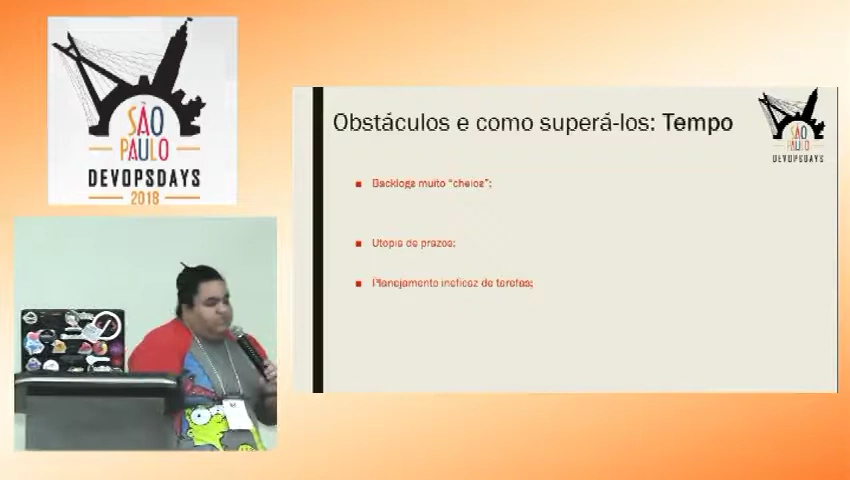 SÃO
PAULO
DEVOPSDAYS
2018
Obstáculos e como superá-los: Tempo
SÃO
PAULO
DEVOPSDAYS
■ Backlogs muito "cheios";
■ Utopia de prazos;
■ Planejamento ineficaz de tarefas;